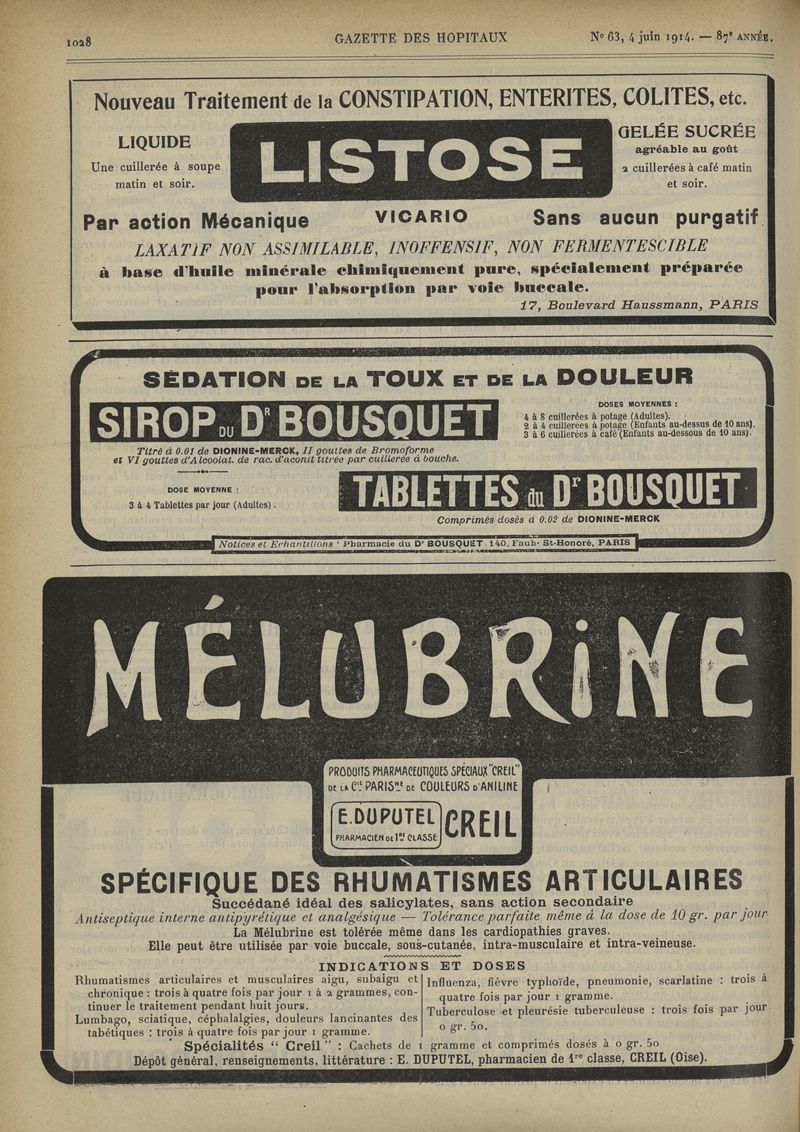 1028
GAZETTE DES HOPITAUX
N° 63, 4 juin 1914. — 87e ANNÉE.
Nouveau Traitement de la CONSTIPATION, ENTERITES, COLITES, etc.
LIQUIDE
Une cuillerée à soupe
matin et soir.
LISTOSE
GELÉE SUCRÉE
agréable au goût
2 cuillerées à café matin
et soir.
Par action Mécanique
VICARIO
Sans aucun purgatif
LAXATIF NON ASSIMILABLE, INOFFENSIF, NON FERMENTESCIBLE
à base d'huile minérale chimiquement pure, spécialement préparée
pour l'absorption par voie buccale.
17, Boulevard Haussmann, PARIS
SÉDATION DE LA TOUX ET DE LA DOULEUR
SIROP DU Dr BOUSQUET
DOSES MOYENNES :
4 à 8 cuillerées à potage (Adultes).
2 à 4 cuillerées à potage (Enfants au-dessus de 10 ans).
3 à 6 cuillerées à café (Enfants au-dessous de 10 ans).
Titré à 0.01 de DIONINE-MERCK, II gouttes de Bromoforme
et VI gouttes d'Alcoolat. de rac. d'aconit titrée par cuillerée à bouche.
DOSE MOYENNE :
3 à 4 Tablettes par jour (Adultes).
TABLETTES du Dr BOUSQUET
Comprimés dosés à 0.02 de DIONINE-MERCK
Notices et Echantillons : Pharmacie du Dr BOUSQUET 140, Faubg St-Honoré, PARIS
MÉLUBRINE
PRODUITS PHARMACEUTIQUES SPÉCIAUX "CREIL"
DE LA Cie PARISNE DE COULEURS D'ANILINE
E. DUPUTEL
PHARMACIEN DE 1RE CLASSE
CREIL
SPÉCIFIQUE DES RHUMATISMES ARTICULAIRES
Succédané idéal des salicylates, sans action secondaire
Antiseptique interne antipyrétique et analgésique — Tolérance parfaite même à la dose de 10 gr. par jour
La Mélubrine est tolérée même dans les cardiopathies graves.
Elle peut être utilisée par voie buccale, sous-cutanée, intra-musculaire et intra-veineuse.
INDICATIONS ET DOSES
Rhumatismes articulaires et musculaires aigu, subaigu et
chronique : trois à quatre fois par jour 1 à 2 grammes, con-
tinuer le traitement pendant huit jours.
Lumbago, sciatique, céphalalgies, douleurs lancinantes des
tabétiques : trois à quatre fois par jour 1 gramme.
Influenza, fièvre typhoïde, pneumonie, scarlatine : trois à
quatre fois par jour 1 gramme.
Tuberculose et pleurésie tuberculeuse : trois fois par jour
0 gr. 50.
Spécialités "Creil" : Cachets de 1 gramme et comprimés dosés à 0 gr. 50
Dépôt général, renseignements, littérature : E. DUPUTEL, pharmacien de 1re classe, CREIL (Oise).